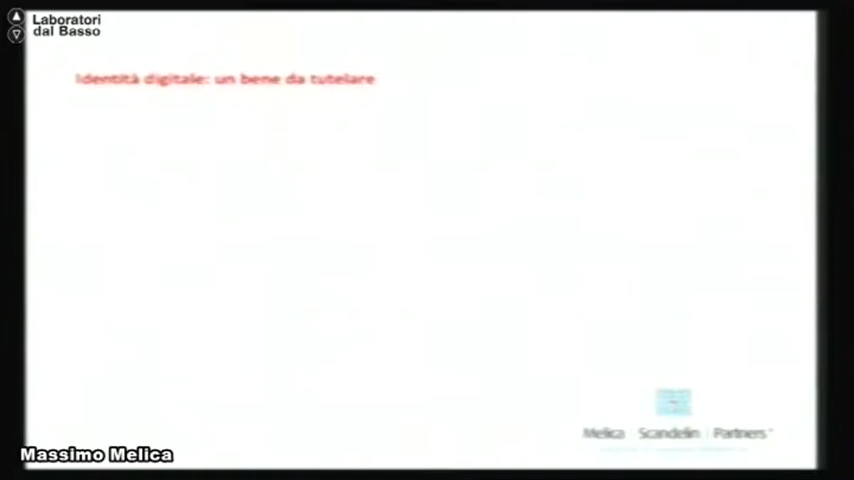 Laboratori
dal Basso
Identità digitale: un bene da tutelare
Melica | Scandelin | Partners
Massimo Melica